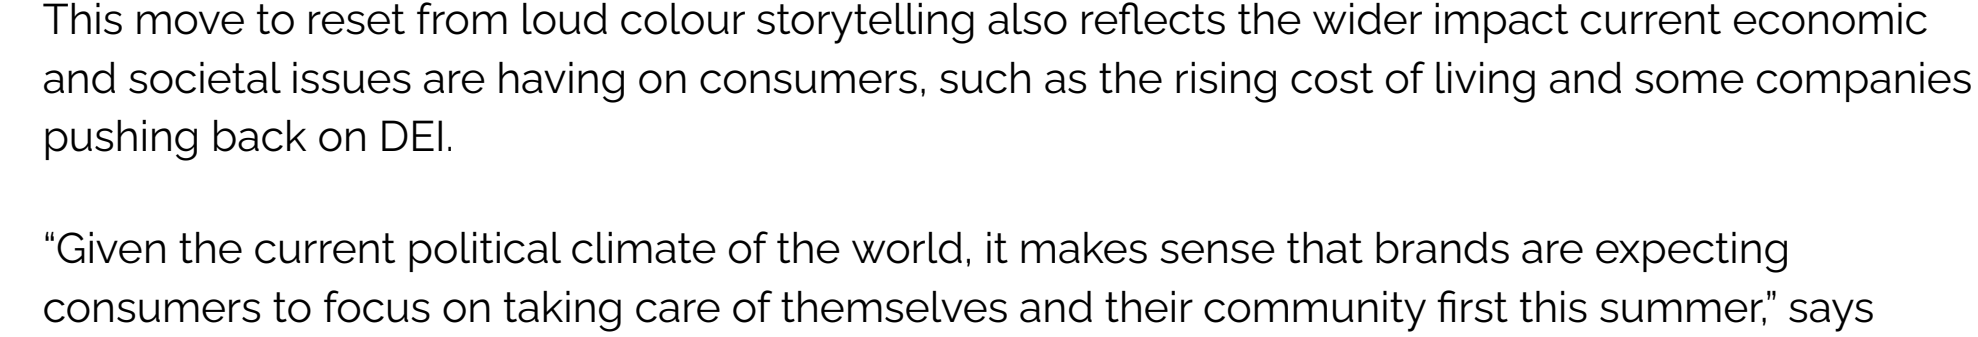 This move to reset from loud colour storytelling also reflects the wider impact current economic
and societal issues are having on consumers, such as the rising cost of living and some companies
pushing back on DEI.
“Given the current political climate of the world, it makes sense that brands are expecting
consumers to focus on taking care of themselves and their community first this summer,” says